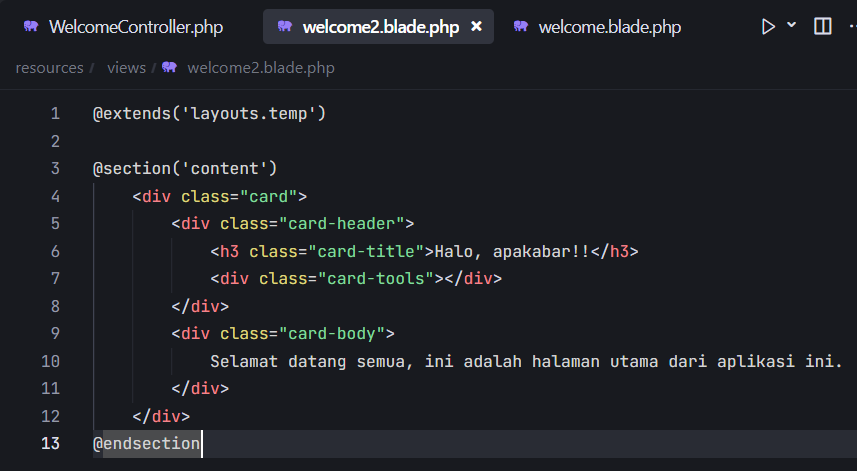 WelcomeController.php welcome2.blade.php × welcome.blade.php
resources / views / welcome2.blade.php
1 @extends('layouts.temp')
2
3 @section('content')
4 <div class="card">
5 <div class="card-header">
6 <h3 class="card-title">Halo, apakabar!!</h3>
7 <div class="card-tools"></div>
8 </div>
9 <div class="card-body">
10 Selamat datang semua, ini adalah halaman utama dari aplikasi ini.
11 </div>
12 </div>
13 @endsection